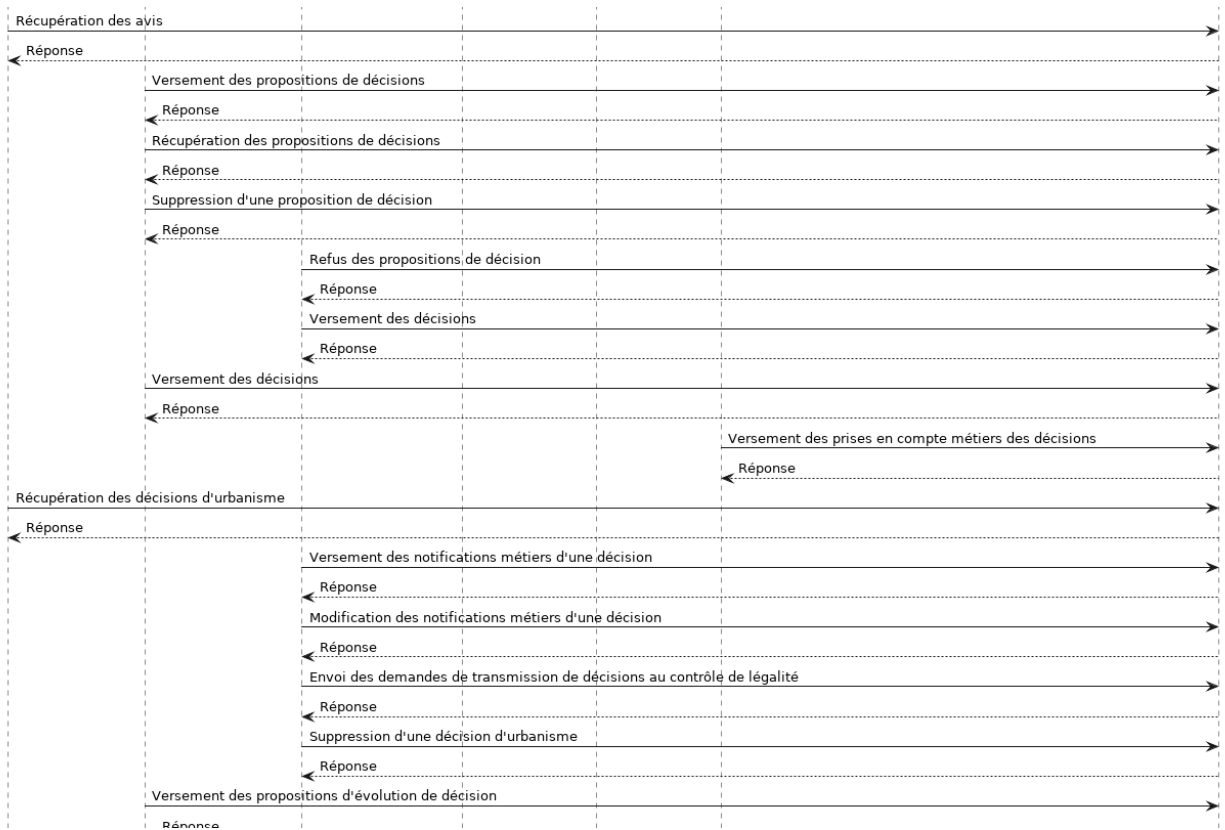 Récupération des avis
Réponse
Versement des propositions de décisions
Réponse
Récupération des propositions de décisions
Réponse
Suppression d'une proposition de décision
Réponse
Refus des propositions de décision
Réponse
Versement des décisions
Réponse
Versement des décisions
Réponse
Versement des prises en compte métiers des décisions
Réponse
Récupération des décisions d'urbanisme
Réponse
Versement des notifications métiers d'une décision
Réponse
Modification des notifications métiers d'une décision
Réponse
Envoi des demandes de transmission de décisions au contrôle de légalité
Réponse
Suppression d'une décision d'urbanisme
Réponse
Versement des propositions d'évolution de décision
Réponse